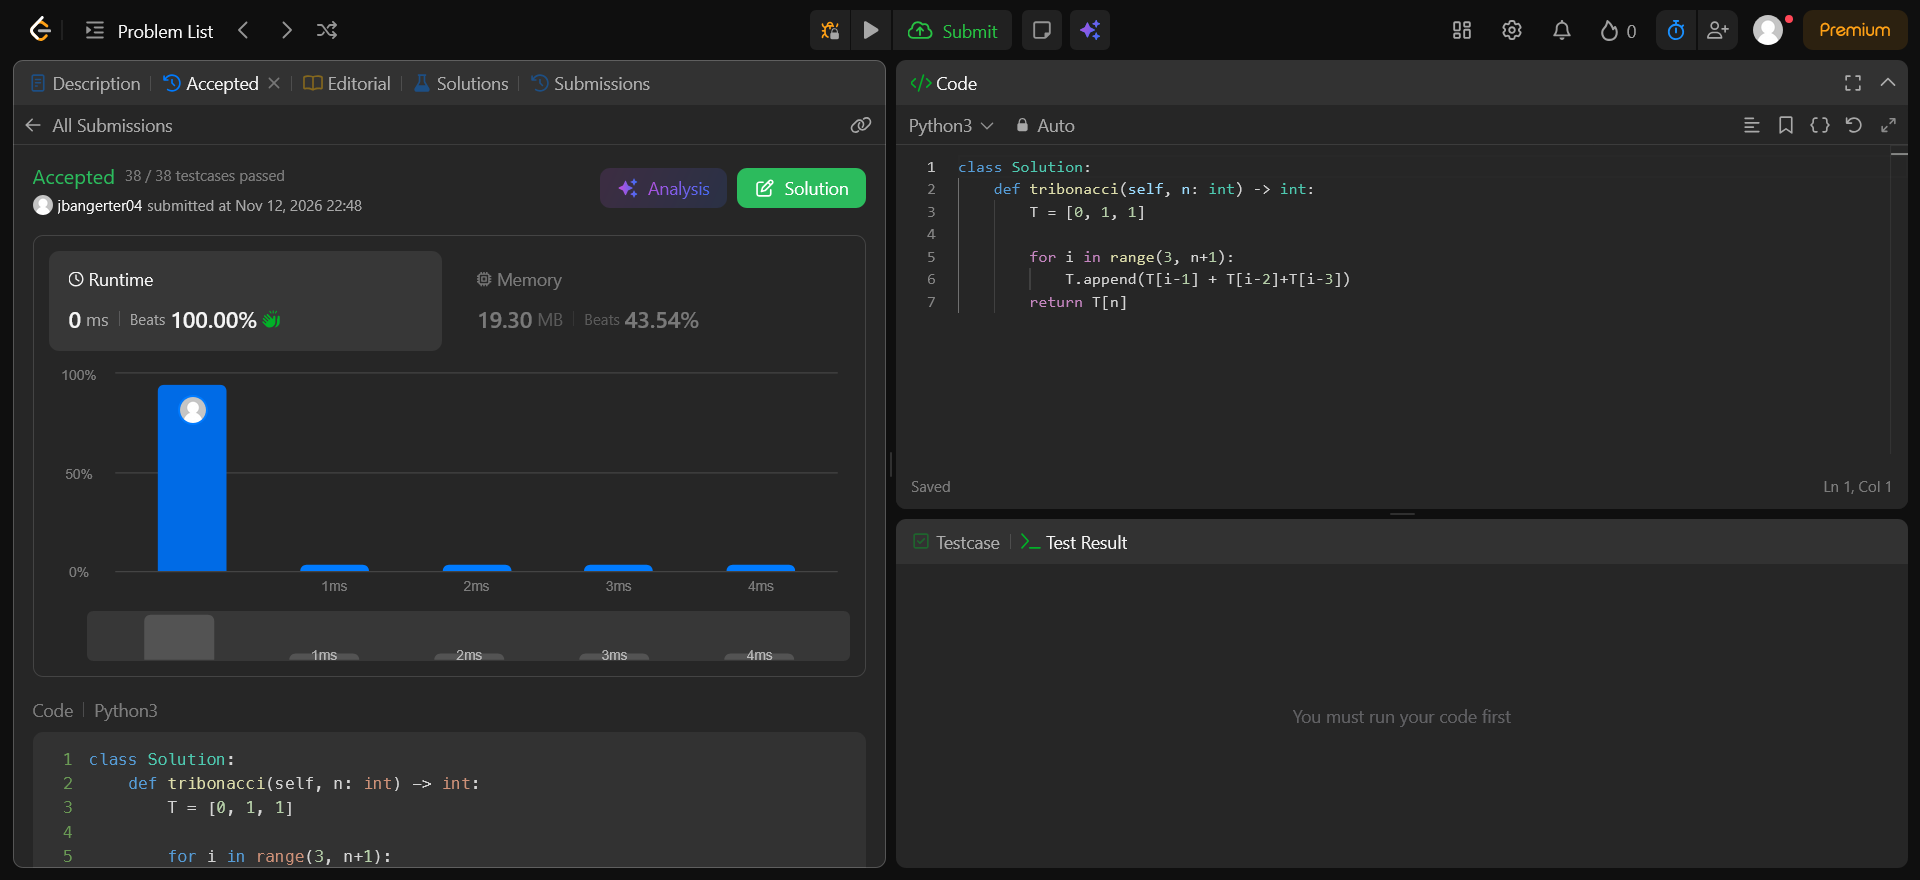 Problem List
Submit
0
Premium
Description
Accepted
Editorial
Solutions
Submissions
All Submissions
Accepted 38 / 38 testcases passed
jbangerter04 submitted at Nov 12, 2026 22:48
Analysis
Solution
Runtime
0 ms Beats 100.00%
Memory
19.30 MB Beats 43.54%
100%
50%
0%
1ms 2ms 3ms 4ms
1ms 2ms 3ms 4ms
Code Python3
1 class Solution:
2     def tribonacci(self, n: int) -> int:
3         T = [0, 1, 1]
4
5         for i in range(3, n+1):
</> Code
Python3 Auto
1 class Solution:
2     def tribonacci(self, n: int) -> int:
3         T = [0, 1, 1]
4
5         for i in range(3, n+1):
6             T.append(T[i-1] + T[i-2]+T[i-3])
7         return T[n]
Saved
Ln 1, Col 1
Testcase
Test Result
You must run your code first